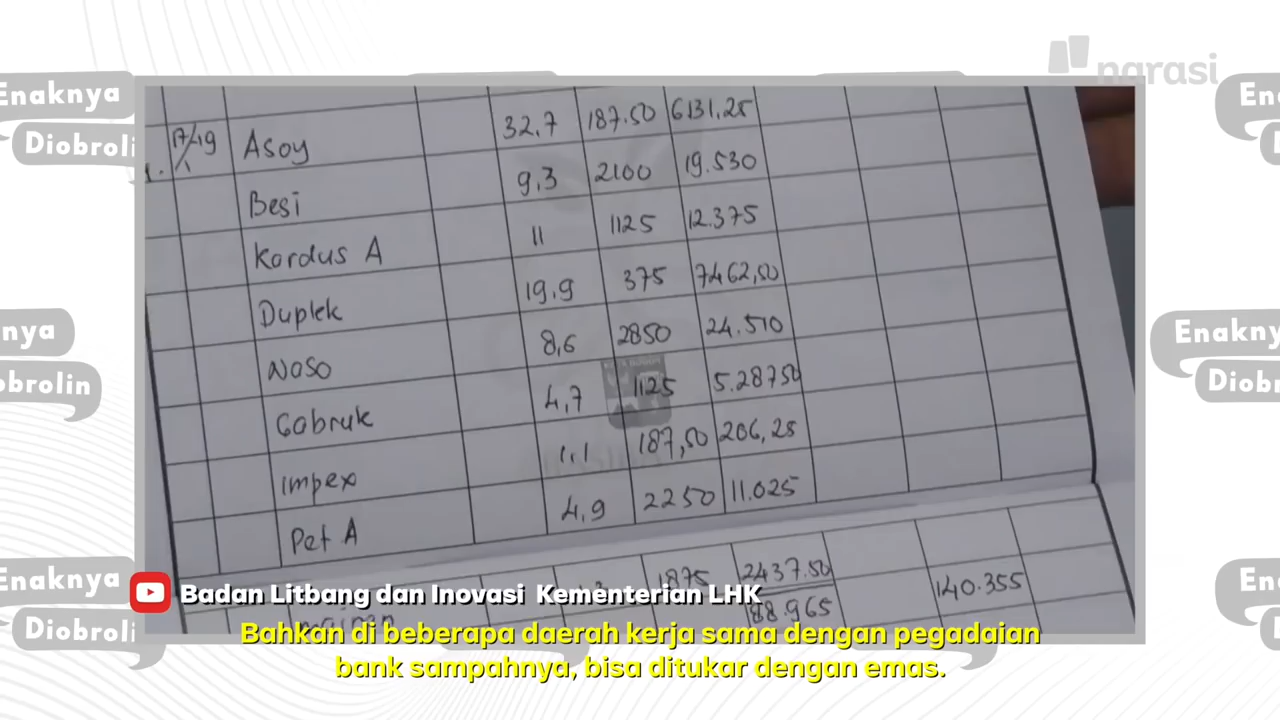 narasi
Enaknya
Diobrolin
17/19 Asoy 32.7 187.50 6131,25
Besi 9,3 2100 19.530
Kardus A 11 1125 12.375
Duplek 19.9 375 7462,50
Naso 8,6 2850 24.510
Gabruk 4,7 1125 5.28750
impex 1,1 187,50 206,25
Pet A 4,9 2250 11.025
1875 2437.50
88.965 140.355
Badan Litbang dan Inovasi Kementerian LHK
Bahkan di beberapa daerah kerja sama dengan pegadaian
bank sampahnya, bisa ditukar dengan emas.